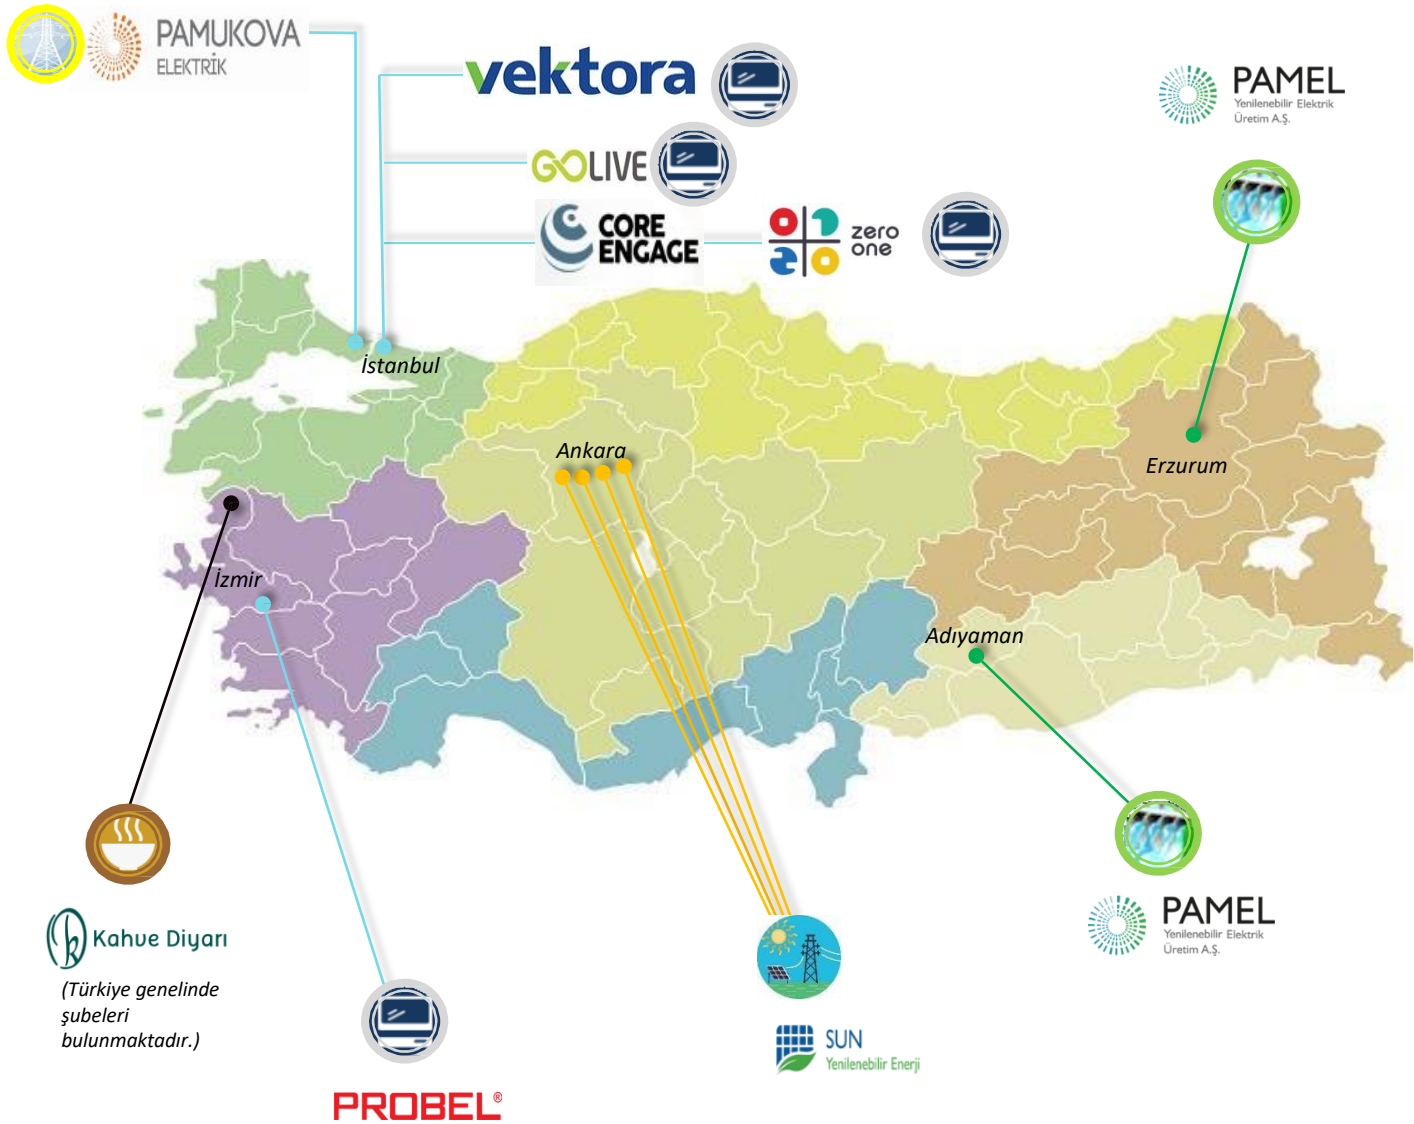 PAMUKOVA
ELEKTRİK
vektora
GOLIVE
CORE
ENGAGE
zero
one
PAMEL
Yenilenebilir Elektrik
Üretim A.Ş.
İstanbul
Ankara
Erzurum
İzmir
Adıyaman
Kahve Diyarı
(Türkiye genelinde
şubeleri
bulunmaktadır.)
PROBEL®
SUN
Yenilenebilir Enerji
PAMEL
Yenilenebilir Elektrik
Üretim A.Ş.